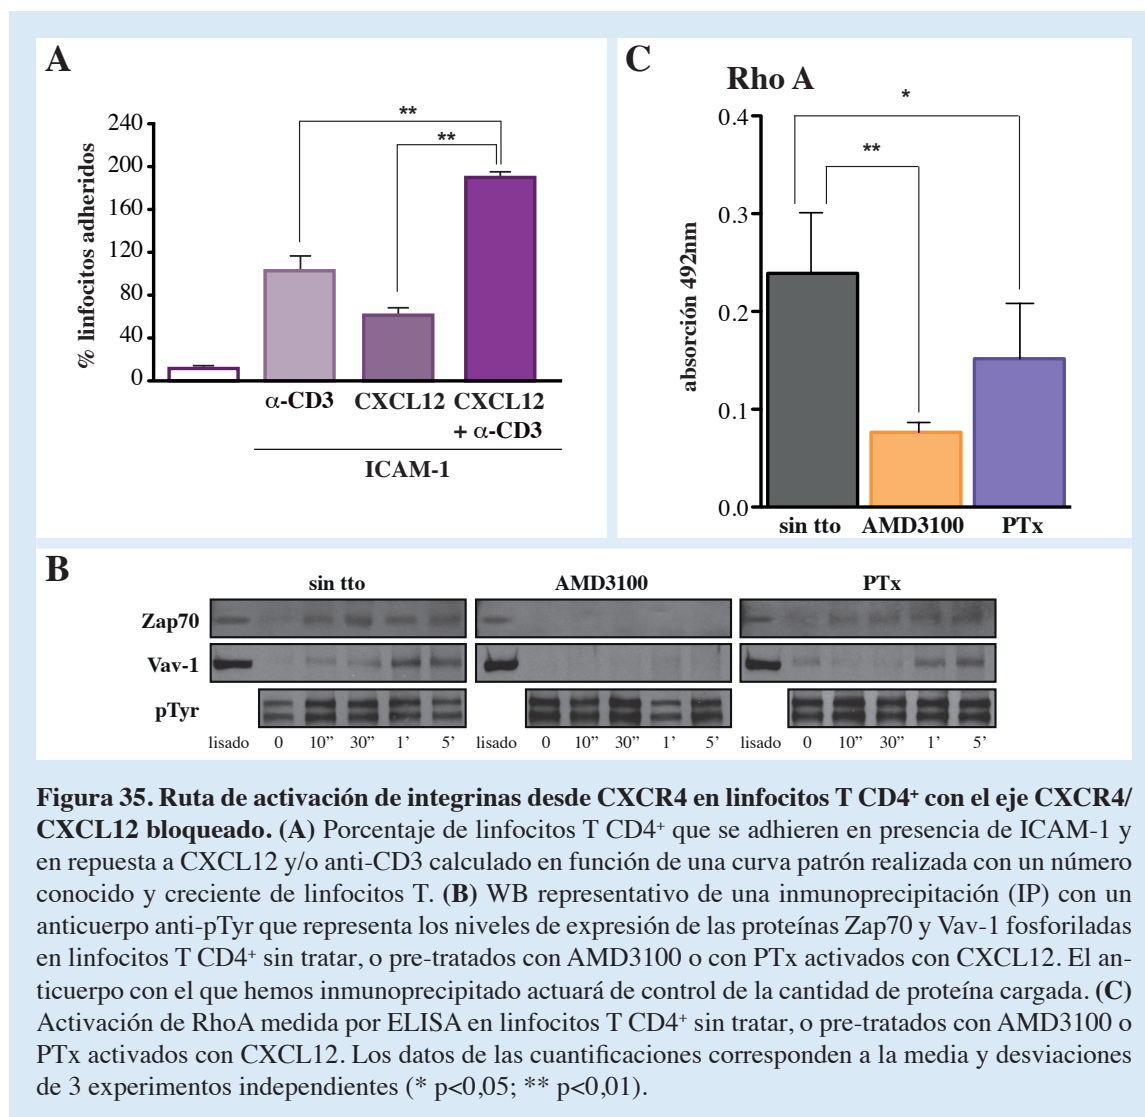 A
% linfocitos adheridos
240
200
160
120
80
40
0
**
**
α-CD3 CXCL12 CXCL12
+ α-CD3
ICAM-1
C
Rho A
absorción 492nm
0.4
0.3
0.2
0.1
0.0
*
**
sin tto AMD3100 PTx
B
sin tto AMD3100 PTx
Zap70
Vav-1
pTyr
lisado 0 10” 30” 1’ 5’ lisado 0 10” 30” 1’ 5’ lisado 0 10” 30” 1’ 5’
Figura 35. Ruta de activación de integrinas desde CXCR4 en linfocitos T CD4⁺ con el eje CXCR4/
CXCL12 bloqueado. (A) Porcentaje de linfocitos T CD4⁺ que se adhieren en presencia de ICAM-1 y
en repuesta a CXCL12 y/o anti-CD3 calculado en función de una curva patrón realizada con un número
conocido y creciente de linfocitos T. (B) WB representativo de una inmunoprecipitación (IP) con un
anticuerpo anti-pTyr que representa los niveles de expresión de las proteínas Zap70 y Vav-1 fosforiladas
en linfocitos T CD4⁺ sin tratar, o pre-tratados con AMD3100 o con PTx activados con CXCL12. El an-
ticuerpo con el que hemos inmunoprecipitado actuará de control de la cantidad de proteína cargada. (C)
Activación de RhoA medida por ELISA en linfocitos T CD4⁺ sin tratar, o pre-tratados con AMD3100 o
PTx activados con CXCL12. Los datos de las cuantificaciones corresponden a la media y desviaciones
de 3 experimentos independientes (* p<0,05; ** p<0,01).